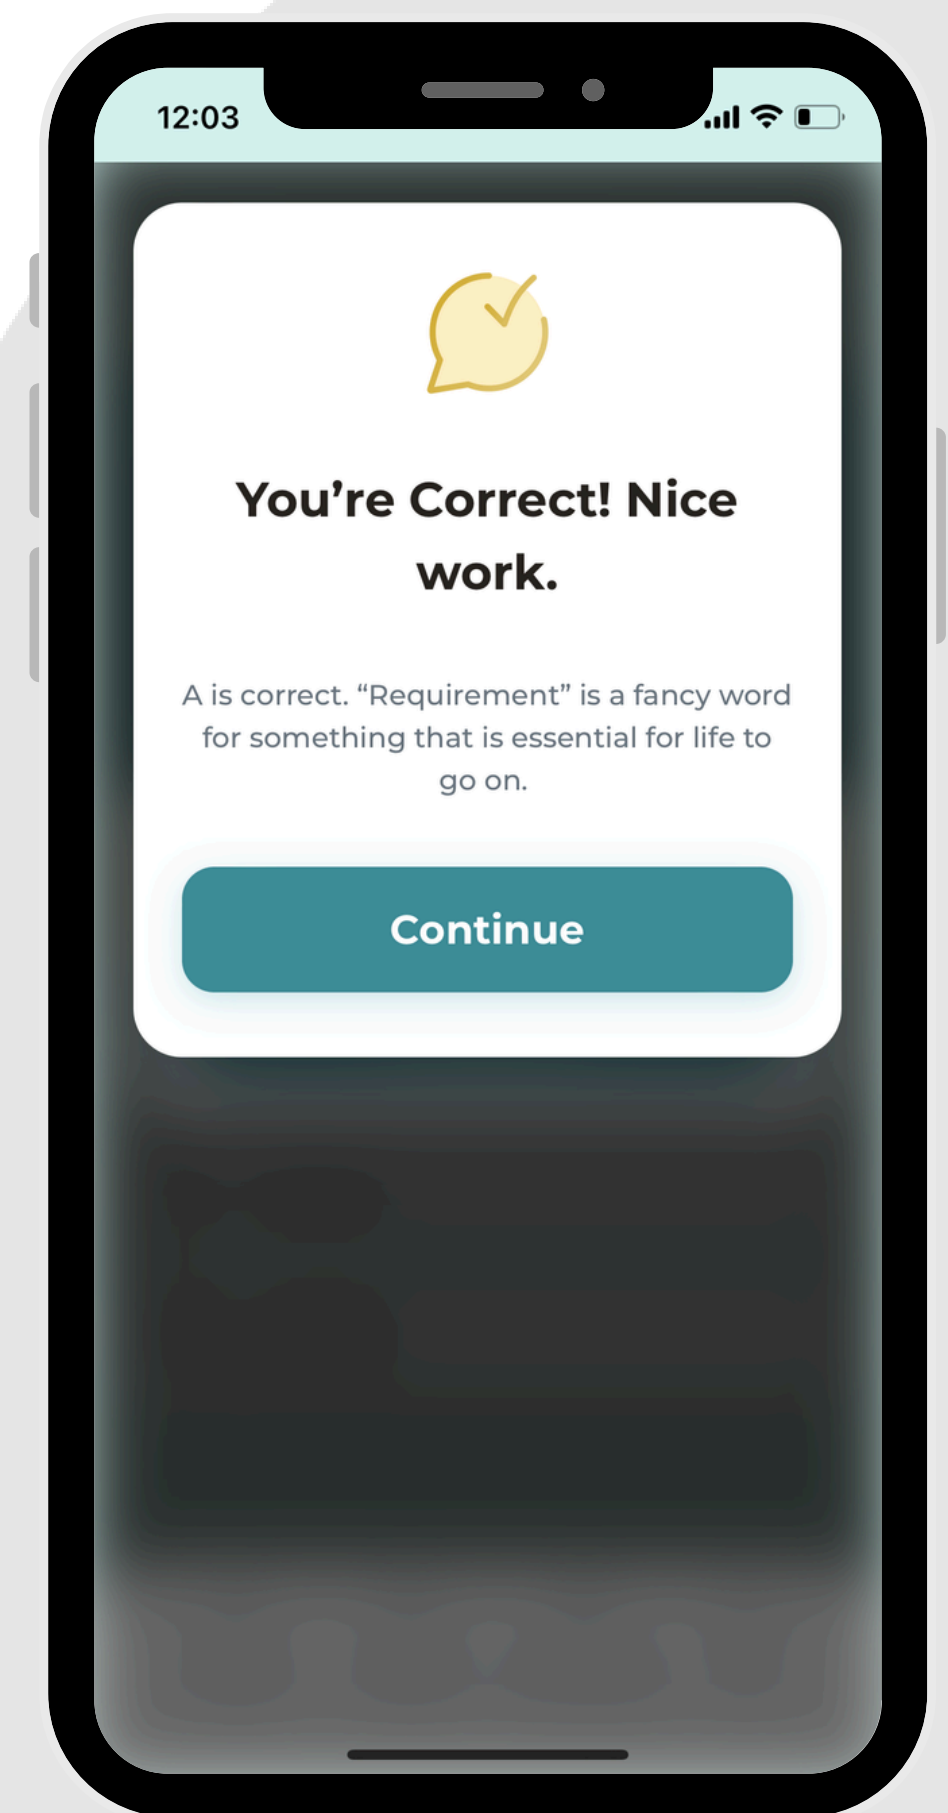 12:03
You’re Correct! Nice
work.
A is correct. “Requirement” is a fancy word
for something that is essential for life to
go on.
Continue